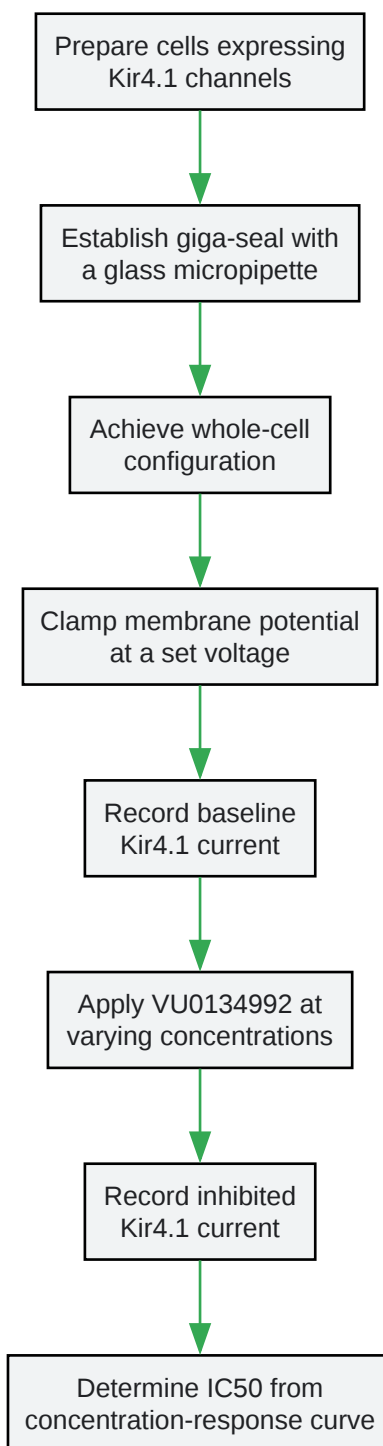 Prepare cells expressing
Kir4.1 channels
Establish giga-seal with
a glass micropipette
Achieve whole-cell
configuration
Clamp membrane potential
at a set voltage
Record baseline
Kir4.1 current
Apply VU0134992 at
varying concentrations
Record inhibited
Kir4.1 current
Determine IC50 from
concentration-response curve